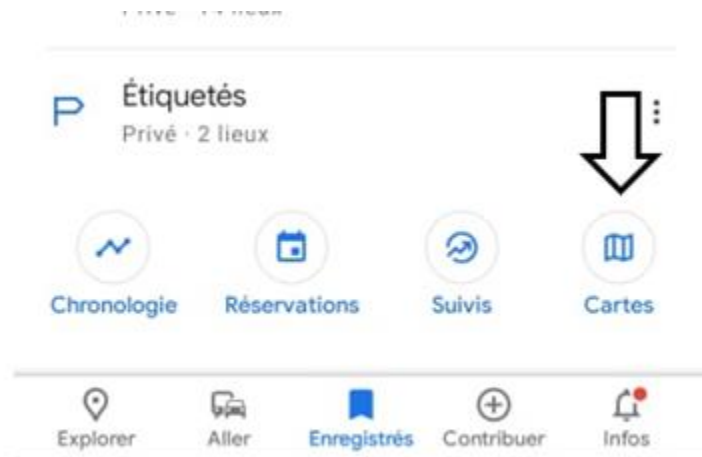 Étiquetés
Privé · 2 lieux
Chronologie Réservations Suivis Cartes
Explorer Aller Enregistrés Contribuer Infos